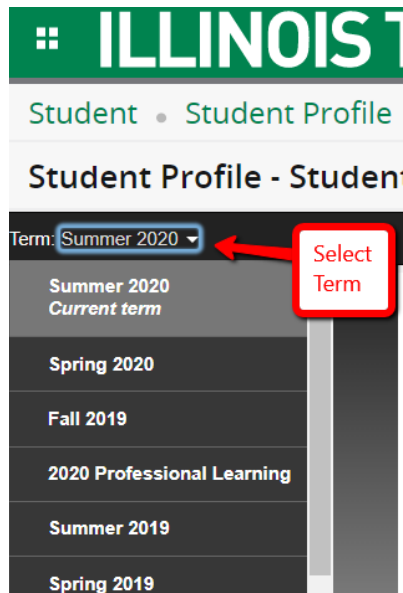 ILLINOIS T
Student • Student Profile
Student Profile - Student
Term: Summer 2020
Select
Term
Summer 2020
Current term
Spring 2020
Fall 2019
2020 Professional Learning
Summer 2019
Spring 2019